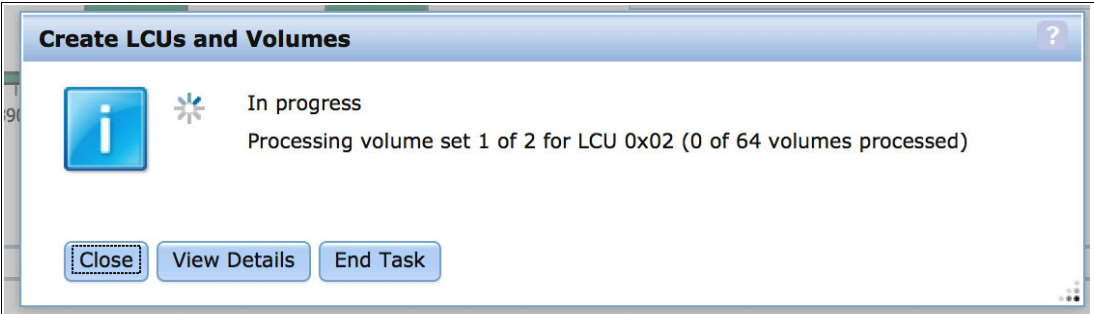 Create LCUs and Volumes
?
i
In progress
Processing volume set 1 of 2 for LCU 0x02 (0 of 64 volumes processed)
Close
View Details
End Task